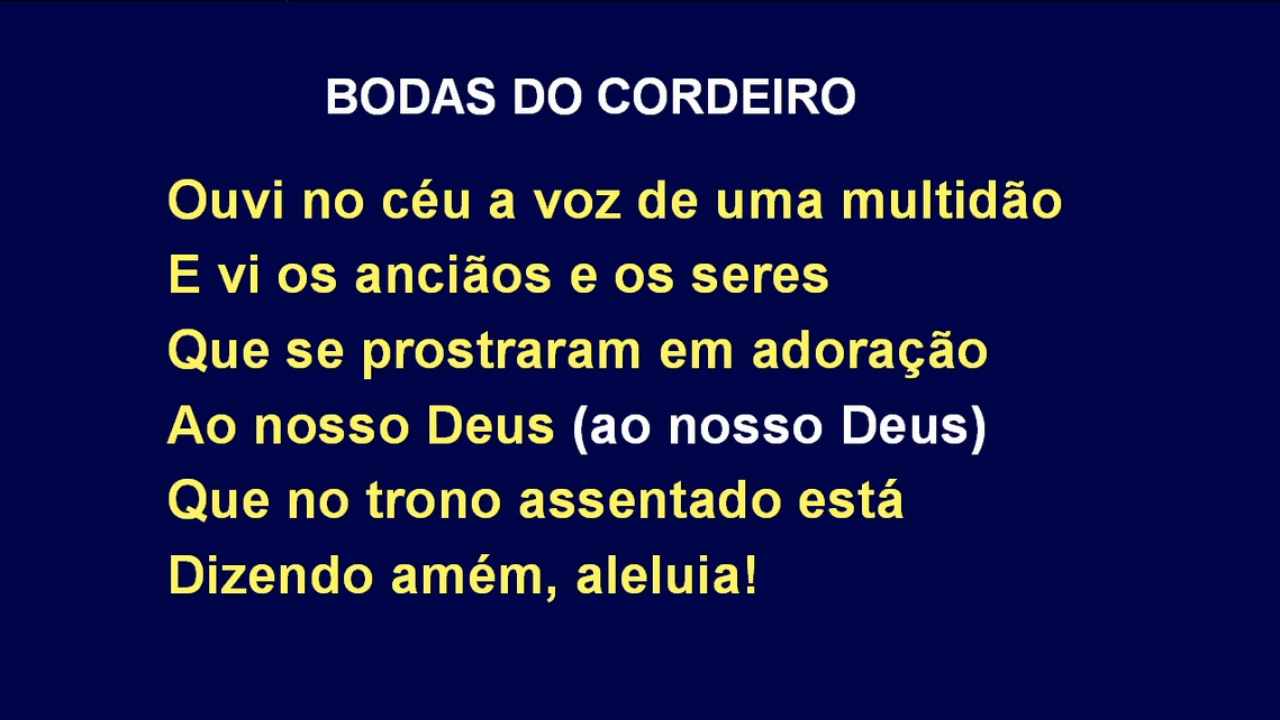 BODAS DO CORDEIRO
Ouvi no céu a voz de uma multidão
E vi os anciãos e os seres
Que se prostraram em adoração
Ao nosso Deus (ao nosso Deus)
Que no trono assentado está
Dizendo amém, aleluia!